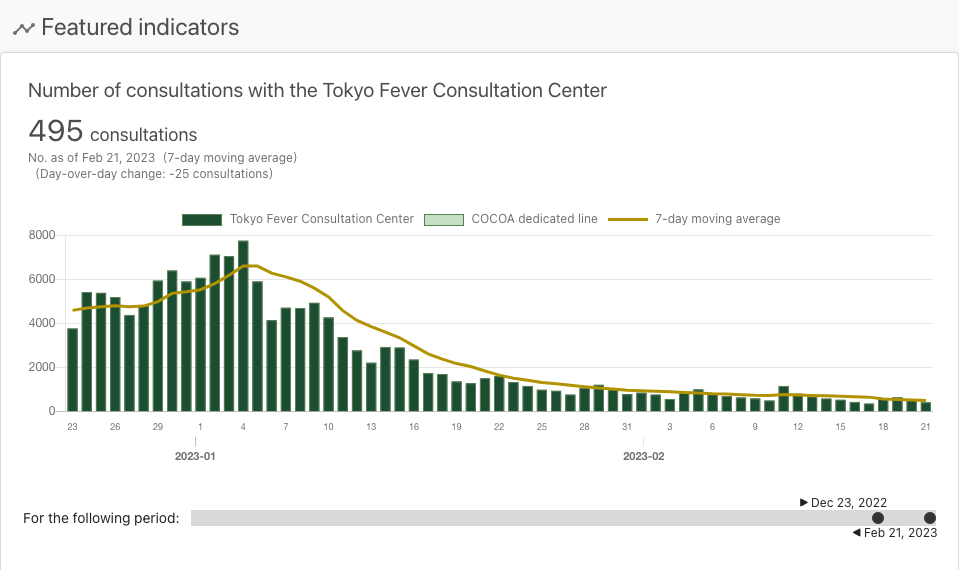 Featured indicators
Number of consultations with the Tokyo Fever Consultation Center
495 consultations
No. as of Feb 21, 2023 (7-day moving average)
(Day-over-day change: -25 consultations)
Tokyo Fever Consultation Center COCOA dedicated line 7-day moving average
8000
6000
4000
2000
0
23 26 29 1 4 7 10 13 16 19 22 25 28 31 3 6 9 12 15 18 21
2023-01 2023-02
▶ Dec 23, 2022
For the following period:
◀ Feb 21, 2023